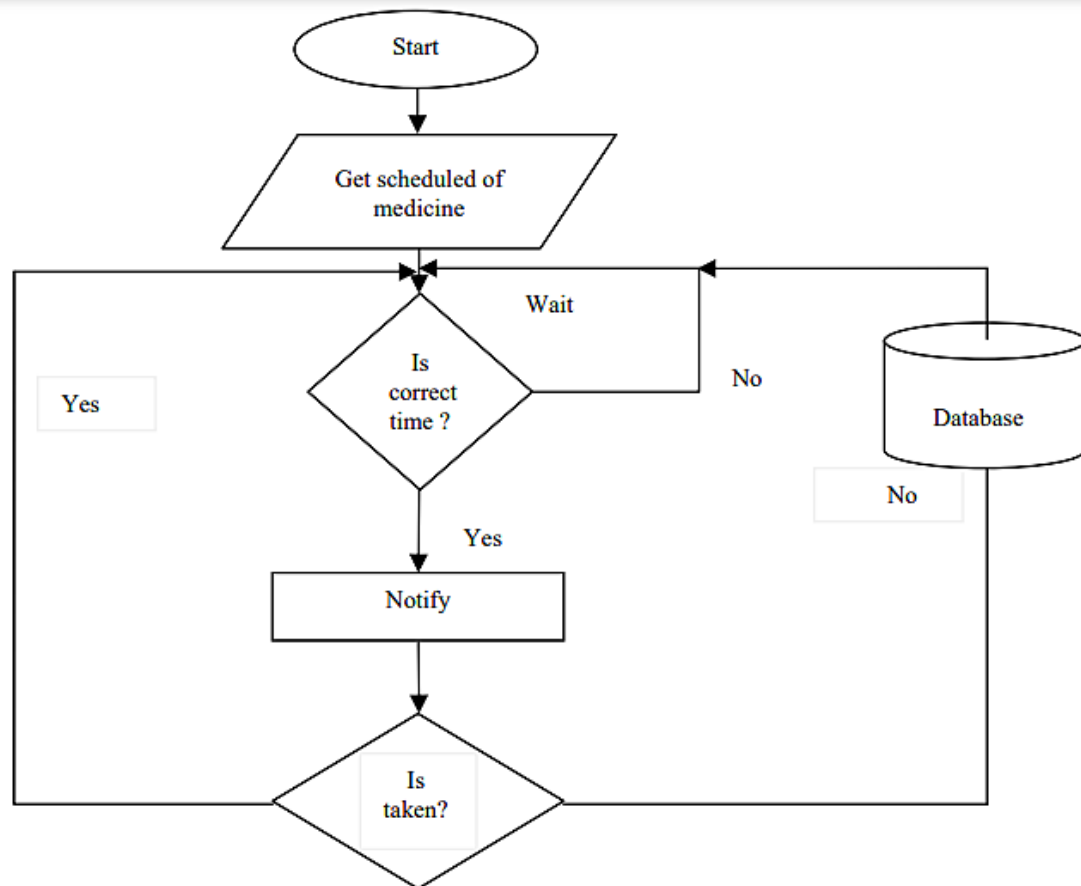 Start
Get scheduled of
medicine
Wait
Is
correct
time ?
No
Yes
Database
No
Yes
Notify
Is
taken?